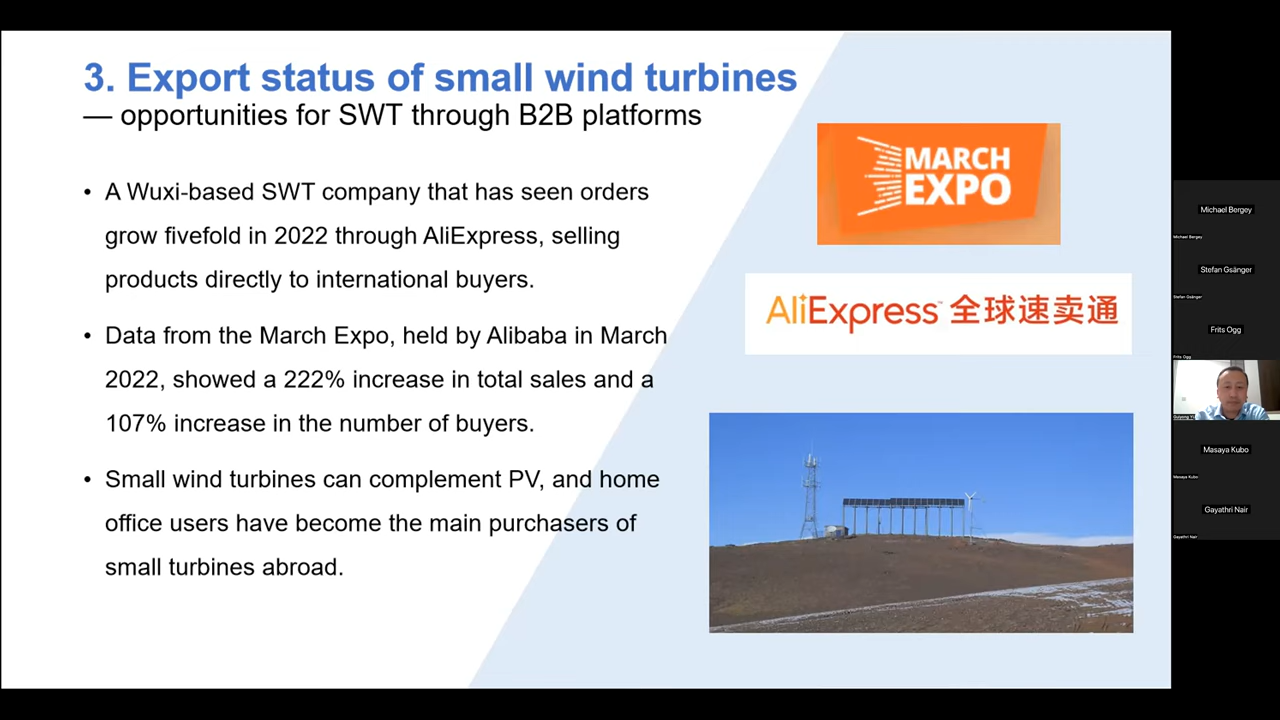 3. Export status of small wind turbines
— opportunities for SWT through B2B platforms
• A Wuxi-based SWT company that has seen orders
grow fivefold in 2022 through AliExpress, selling
products directly to international buyers.
• Data from the March Expo, held by Alibaba in March
2022, showed a 222% increase in total sales and a
107% increase in the number of buyers.
• Small wind turbines can complement PV, and home
office users have become the main purchasers of
small turbines abroad.
MARCH
EXPO
AliExpress™ 全球速卖通
Michael Bergey
Michael Bergey
Stefan Gsänger
Stefan Gsänger
Frits Ogg
Frits Ogg
Masaya Kubo
Masaya Kubo
Gayathri Nair
Gayathri Nair